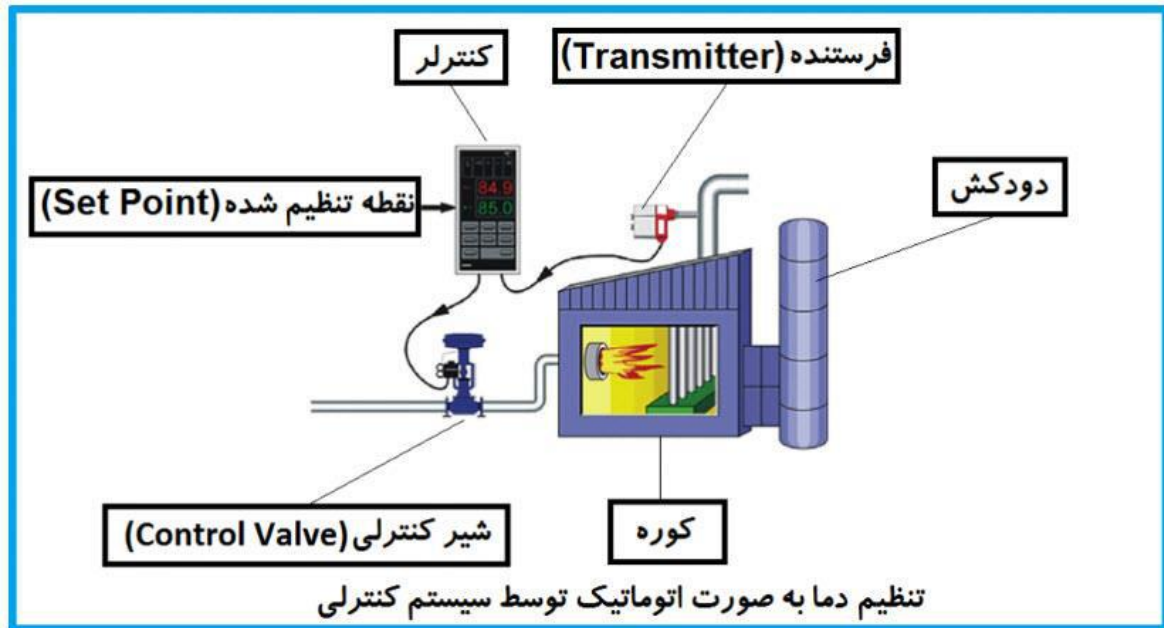 کنترلر
فرستنده (Transmitter)
نقطه تنظیم شده (Set Point)
84.9
85.0
دودکش
شیر کنترلی (Control Valve)
کوره
تنظیم دما به صورت اتوماتیک توسط سیستم کنترلی